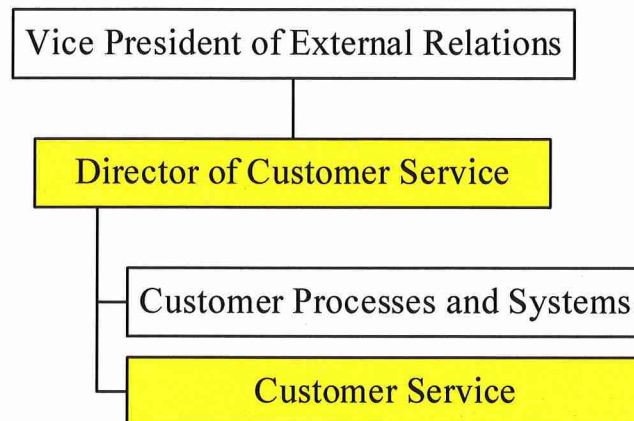 Vice President of External Relations
Director of Customer Service
Customer Processes and Systems
Customer Service